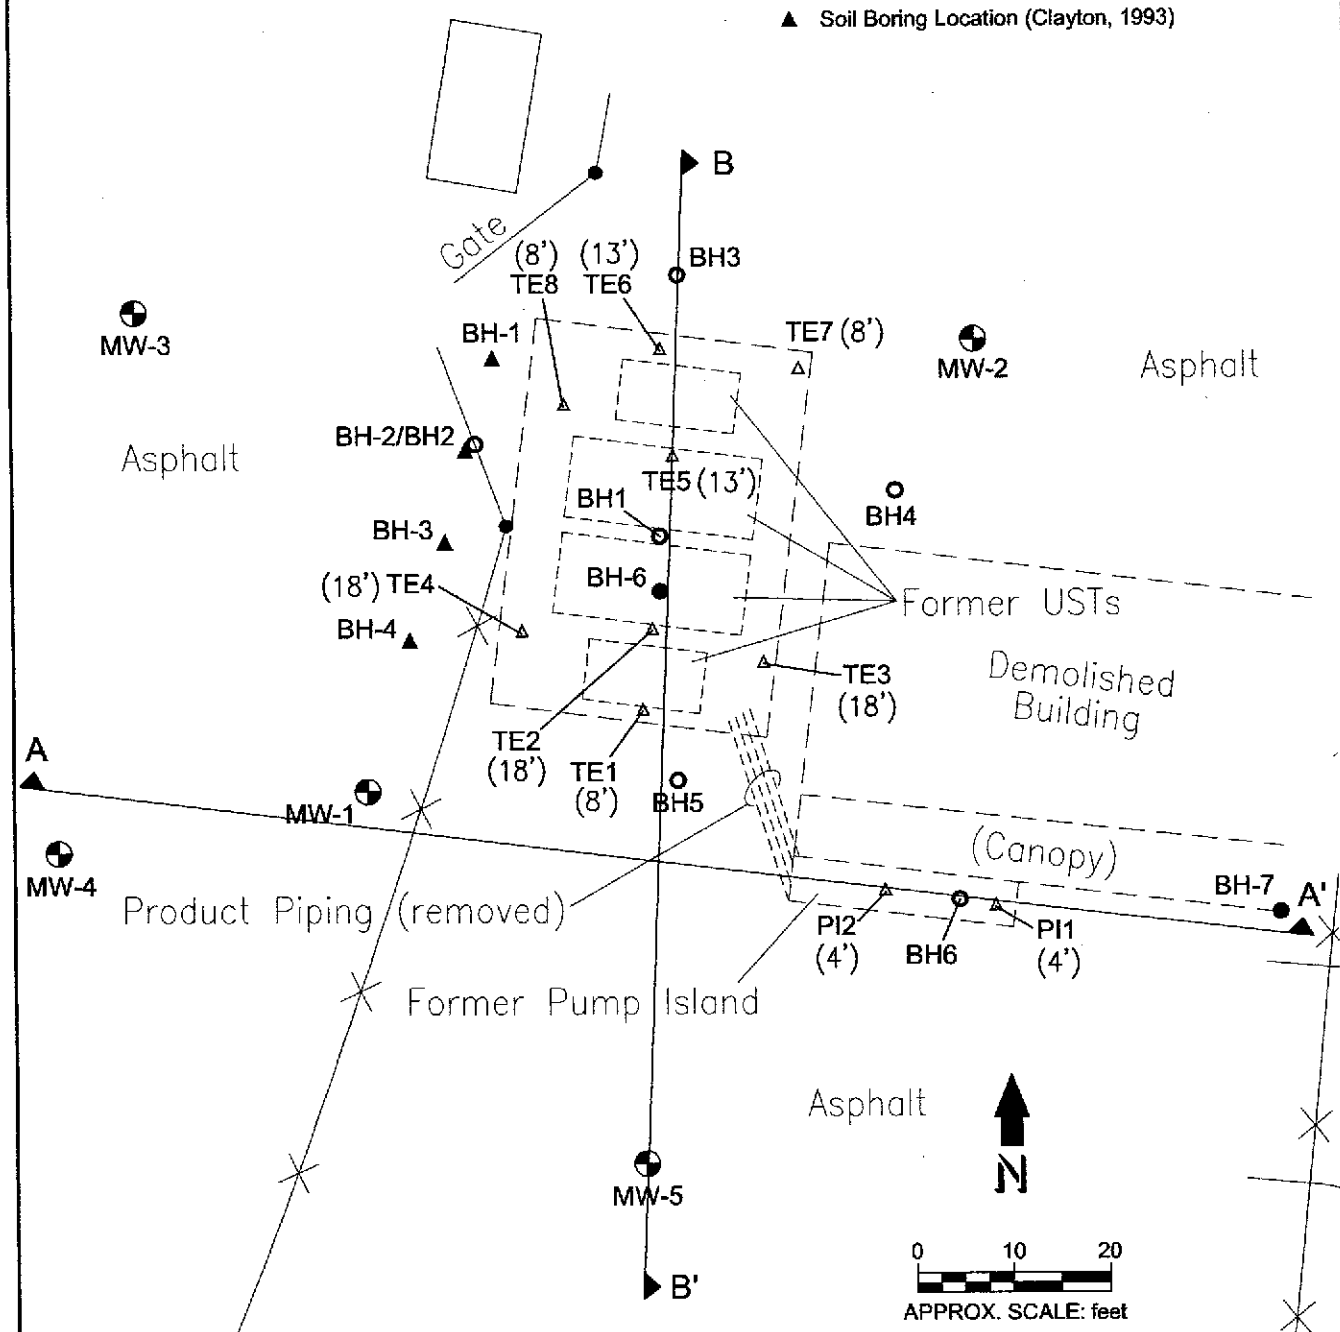 ▲ Soil Boring Location (Clayton, 1993)
B
Gate
(8')
TE8
(13')
TE6
BH3
MW-3
BH-1
TE7 (8')
MW-2
Asphalt
BH-2/BH2
Asphalt
TE5 (13')
BH1
BH4
BH-3
BH-6
(18') TE4
Former USTs
BH-4
TE3
(18')
Demolished
Building
TE2
(18')
TE1
(8')
A
BH5
MW-1
(Canopy)
MW-4
BH-7
A'
Product Piping (removed)
PI2
(4')
BH6
PI1
(4')
Former Pump Island
Asphalt
N
MW-5
B'
0 10 20
APPROX. SCALE: feet